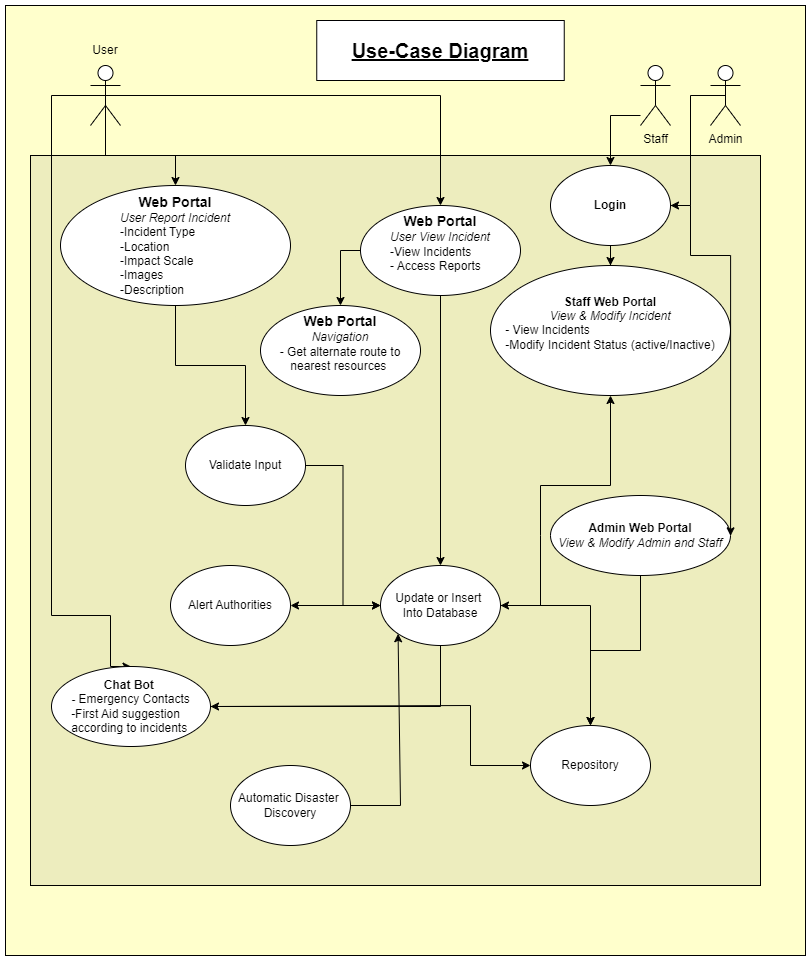 Use-Case Diagram
User
Staff
Admin
Web Portal
User Report Incident
-Incident Type
-Location
-Impact Scale
-Images
-Description
Web Portal
User View Incident
-View Incidents
- Access Reports
Login
Web Portal
Navigation
- Get alternate route to
nearest resources
Staff Web Portal
View & Modify Incident
- View Incidents
-Modify Incident Status (active/Inactive)
Validate Input
Admin Web Portal
View & Modify Admin and Staff
Alert Authorities
Update or Insert
Into Database
Chat Bot
- Emergency Contacts
-First Aid suggestion
according to incidents
Repository
Automatic Disaster
Discovery